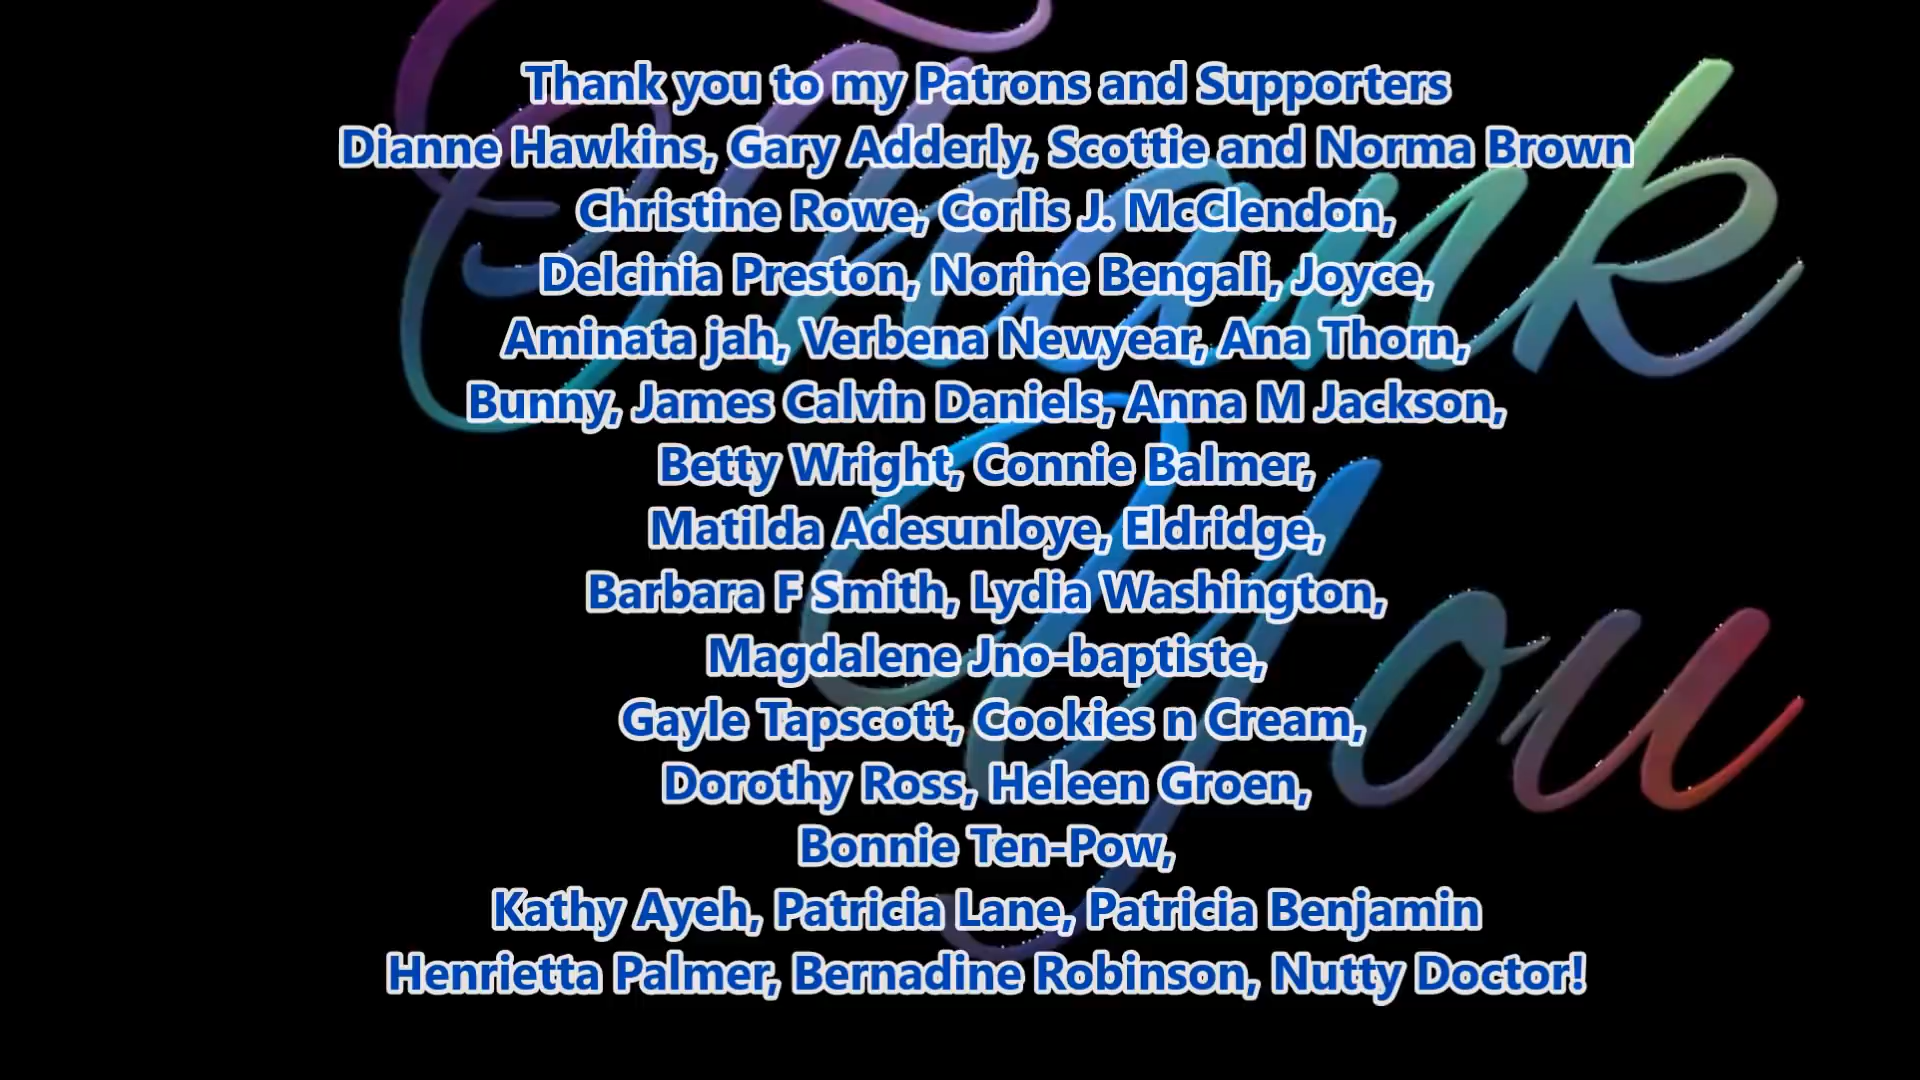 Thank you to my Patrons and Supporters
Dianne Hawkins, Gary Adderly, Scottie and Norma Brown
Christine Rowe, Corlis J. McClendon,
Delcinia Preston, Norine Bengali, Joyce,
Aminata jah, Verbena Newyear, Ana Thorn,
Bunny, James Calvin Daniels, Anna M Jackson,
Betty Wright, Connie Balmer,
Matilda Adesunloye, Eldridge,
Barbara F Smith, Lydia Washington,
Magdalene Jno-baptiste,
Gayle Tapscott, Cookies n Cream,
Dorothy Ross, Heleen Groen,
Bonnie Ten-Pow,
Kathy Ayeh, Patricia Lane, Patricia Benjamin
Henrietta Palmer, Bernadine Robinson, Nutty Doctor!
Thank
You